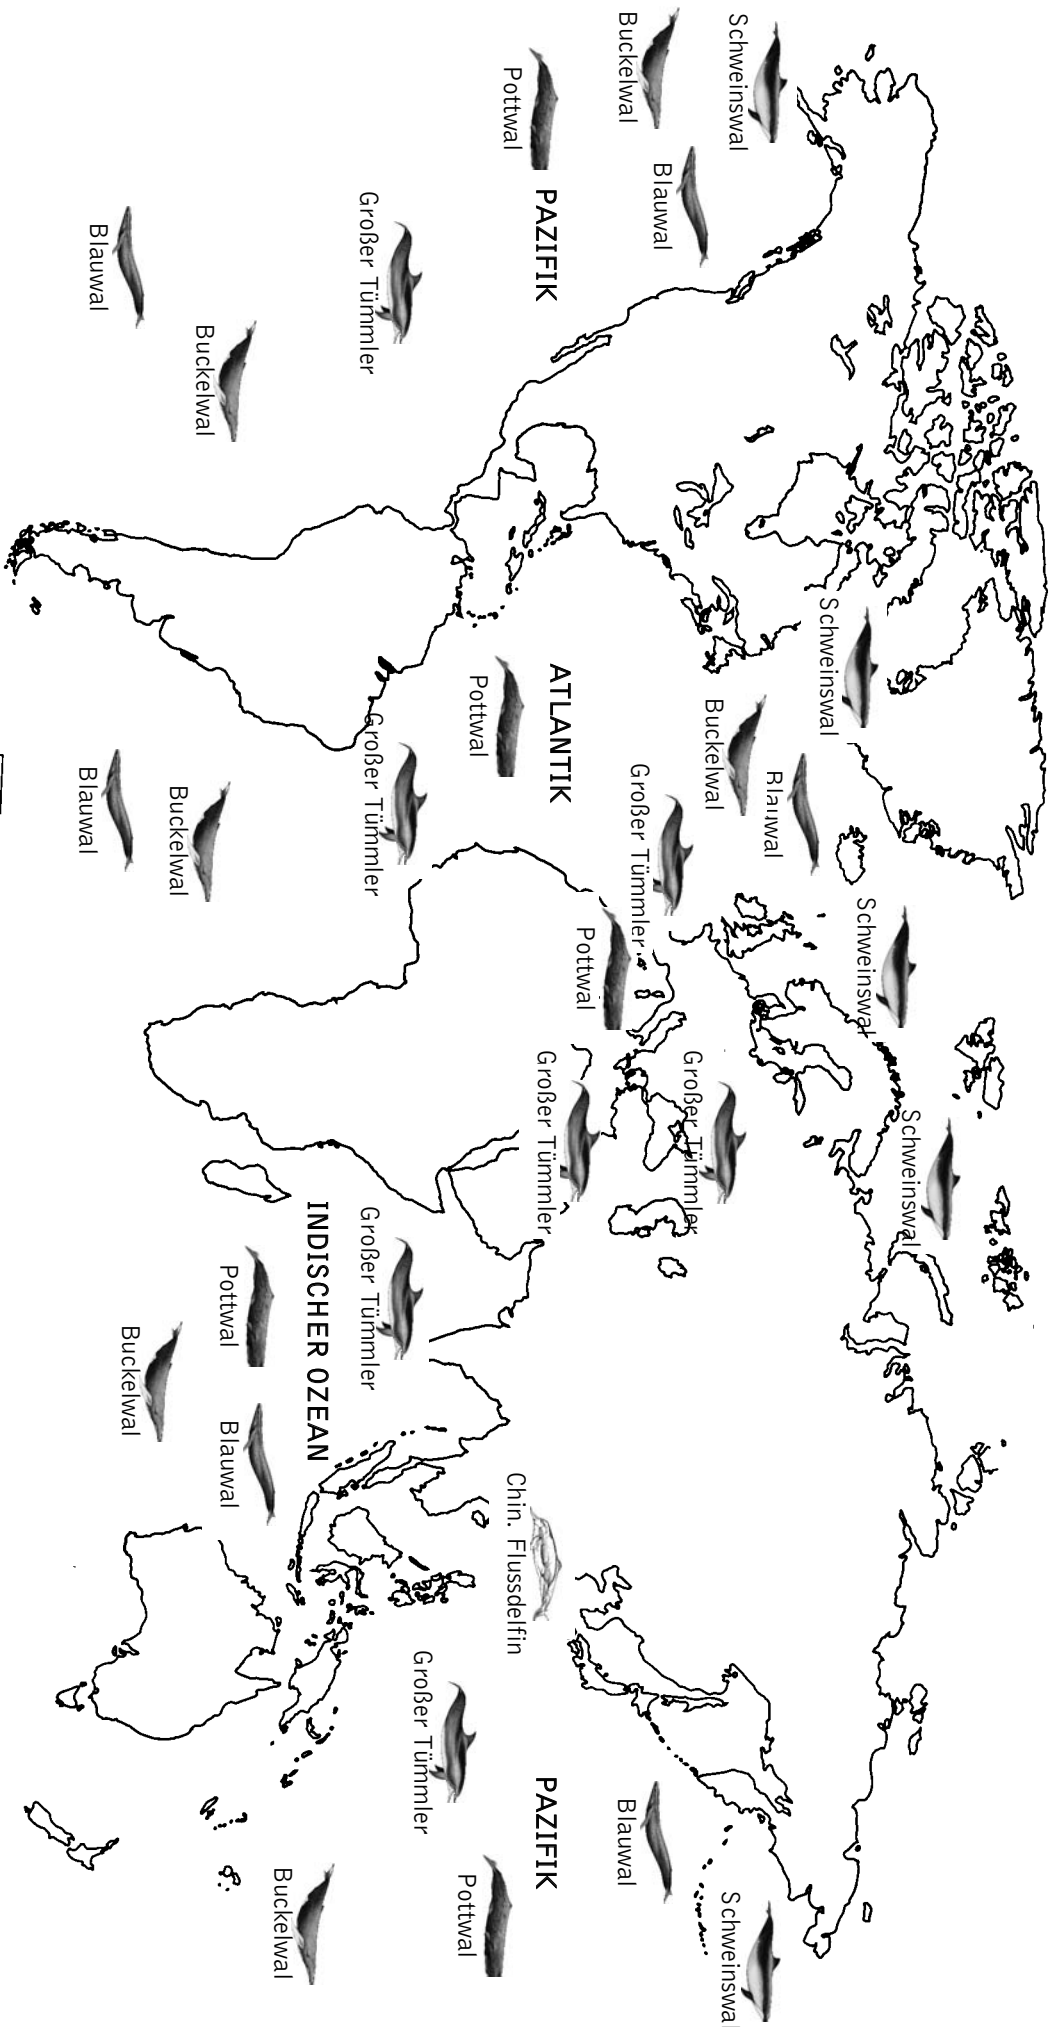 Schweinswal
Schweinswal
Schweinswal
Blauwal
Schweinswal
Schweinswal
Buckelwal
Großer Tümmler
Blauwal
Großer Tümmler
Buckelwal
Blauwal
Pottwal
ATLANTIK
PAZIFIK
Großer Tümmler
PAZIFIK
Chin. Flussdelfin
Pottwal
Pottwal
Pottwal
Großer Tümmler
Großer Tümmler
Großer Tümmler
Großer Tümmler
INDISCHER OZEAN
Buckelwal
Pottwal
Blauwal
Buckelwal
Buckelwal
Buckelwal
Blauwal
Blauwal